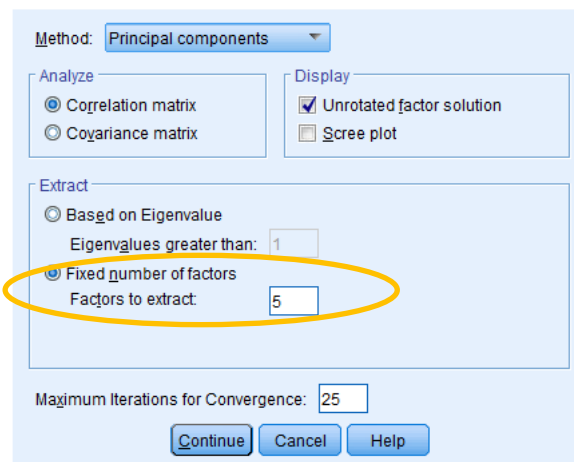 Method: Principal components
Analyze
Correlation matrix
Covariance matrix
Display
Unrotated factor solution
Scree plot
Extract
Based on Eigenvalue
Eigenvalues greater than: 1
Fixed number of factors
Factors to extract: 5
Maximum Iterations for Convergence: 25
Continue Cancel Help